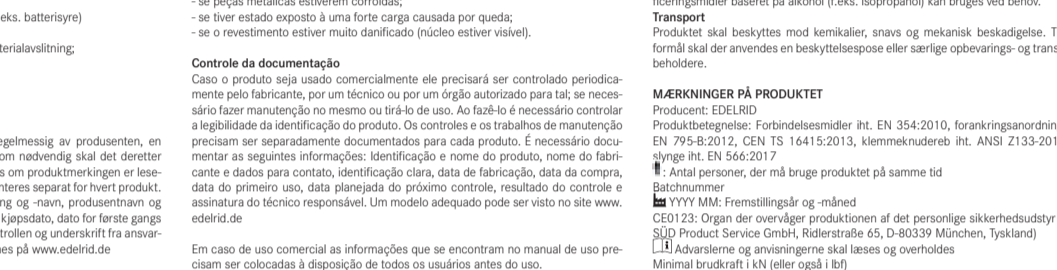 eks. batterisyre)
terialavslitning;
egelmessig av produsenten, en
om nødvendig skal det deretter
s om produktmerkingen er lese-
nteres separat for hvert produkt.
ng og -navn, produsentnavn og
kjøpsdato, dato for første gangs
trollen og underskrift fra ansvar-
nes på www.edelrid.de
- se peças metálicas estiverem corroídas;
- se tiver estado exposto à uma forte carga causada por queda;
- se o revestimento estiver muito danificado (núcleo estiver visível).
Controle da documentação
Caso o produto seja usado comercialmente ele precisará ser controlado periodica-
mente pelo fabricante, por um técnico ou por um órgão autorizado para tal; se neces-
sário fazer manutenção no mesmo ou tirá-lo de uso. Ao fazê-lo é necessário controlar
a legibilidade da identificação do produto. Os controles e os trabalhos de manutenção
precisam ser separadamente documentados para cada produto. É necessário docu-
mentar as seguintes informações: Identificação e nome do produto, nome do fabri-
cante e dados para contato, identificação clara, data de fabricação, data da compra,
data do primeiro uso, data planejada do próximo controle, resultado do controle e
assinatura do técnico responsável. Um modelo adequado pode ser visto no site www.
edelrid.de
Em caso de uso comercial as informações que se encontram no manual de uso pre-
cisam ser colocadas à disposição de todos os usuários antes do uso.
ficeringsmidler baseret på alkohol (f.eks. isopropanol) kan bruges ved behov.
Transport
Produktet skal beskyttes mod kemikalier, snavs og mekanisk beskadigelse. T
formål skal der anvendes en beskyttelsespose eller særlige opbevarings- og trans
beholdere.
MÆRKNINGER PÅ PRODUKTET
Producent: EDELRID
Produktbetegnelse: Forbindelsesmidler iht. EN 354:2010, forankringsanordnin
EN 795-B:2012, CEN TS 16415:2013, klemmeknudereb iht. ANSI Z133-201
slynge iht. EN 566:2017
: Antal personer, der må bruge produktet på samme tid
Batchnummer
YYYY MM: Fremstillingsår og -måned
CE0123: Organ der overvåger produktionen af det personlige sikkerhedsudstyr
SÜD Product Service GmbH, Ridlerstraße 65, D-80339 München, Tyskland)
Advarslerne og anvisningerne skal læses og overholdes
Minimal brudkraft i kN (eller også i lbf)